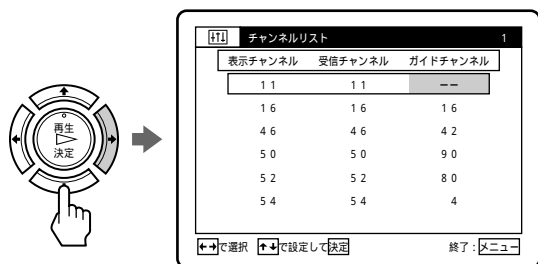 チャンネルリスト 1
表示チャンネル 受信チャンネル ガイドチャンネル
11 11 −−
16 16 16
46 46 42
50 50 90
52 52 80
54 54 4
←→で選択 ↑↓で設定して決定 終了：メニュー
再生
決定